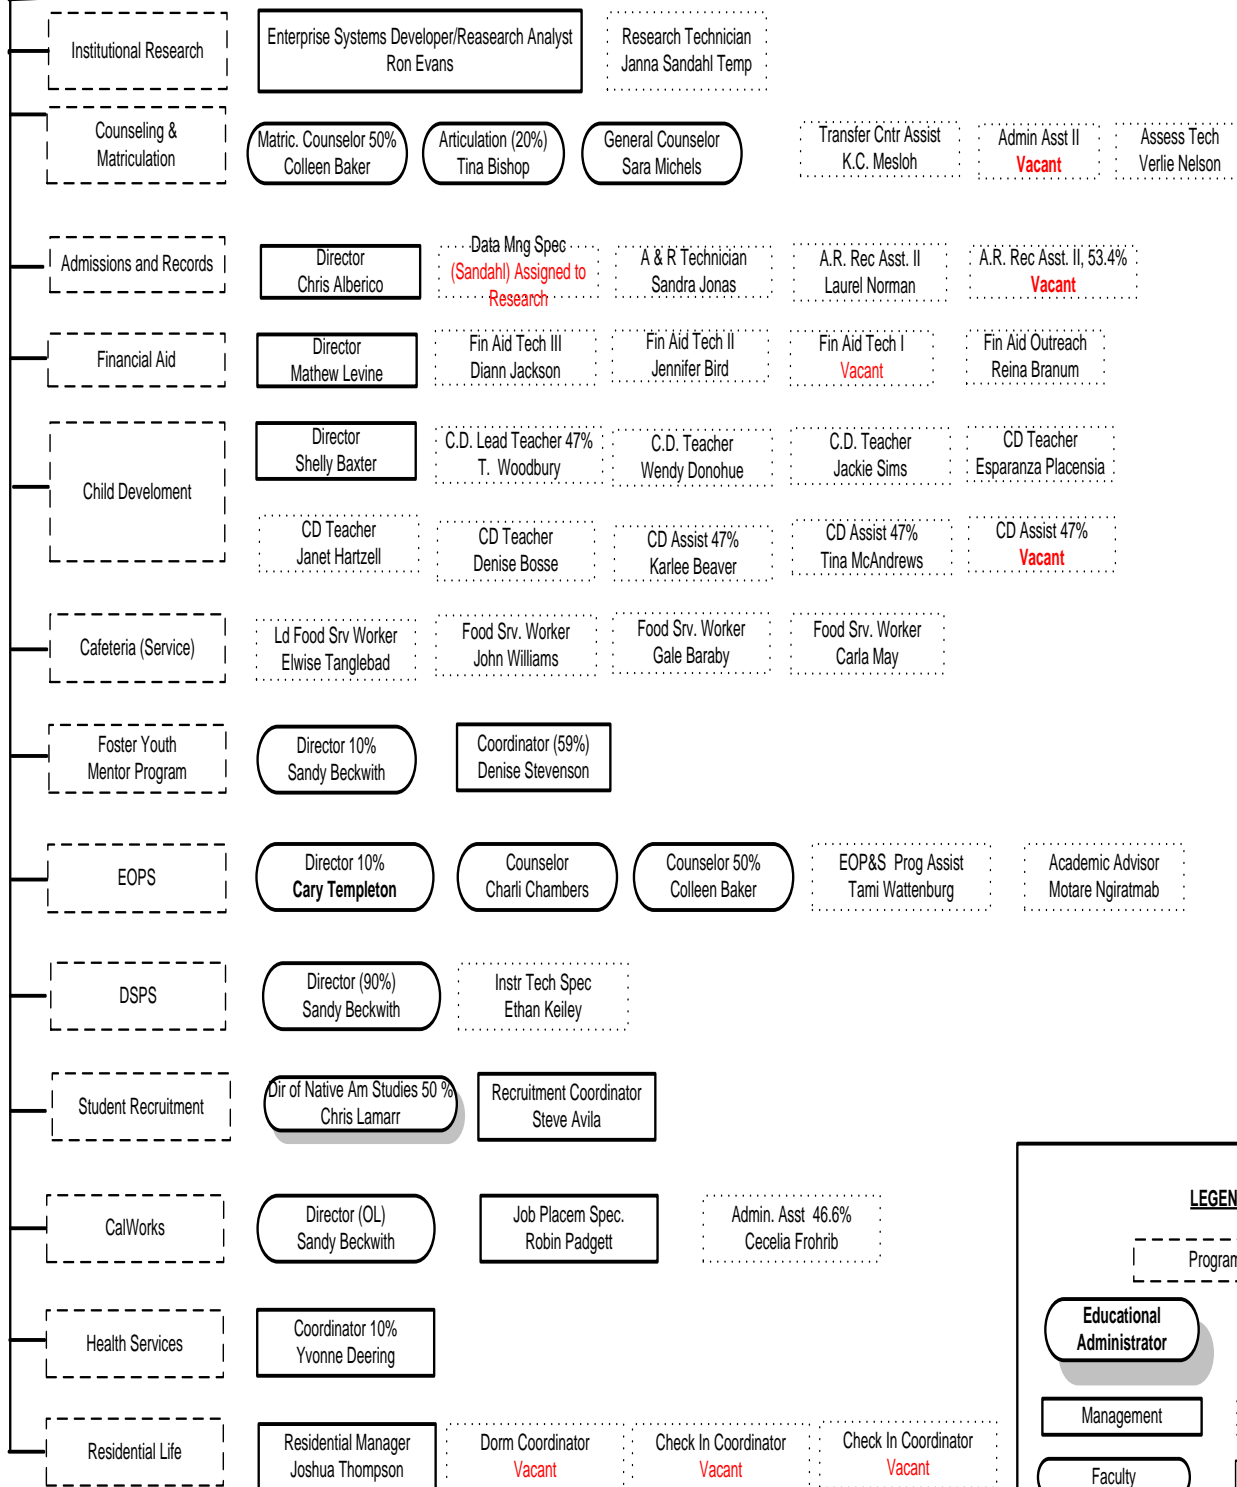 Institutional Research
Enterprise Systems Developer/Reasearch Analyst
Ron Evans
Research Technician
Janna Sandahl Temp
Counseling &
Matriculation
Matric. Counselor 50%
Colleen Baker
Articulation (20%)
Tina Bishop
General Counselor
Sara Michels
Transfer Cntr Assist
K.C. Mesloh
Admin Asst II
Vacant
Assess Tech
Verlie Nelson
Admissions and Records
Director
Chris Alberico
Data Mng Spec
(Sandahl) Assigned to
Research
A & R Technician
Sandra Jonas
A.R. Rec Asst. II
Laurel Norman
A.R. Rec Asst. II, 53.4%
Vacant
Financial Aid
Director
Mathew Levine
Fin Aid Tech III
Diann Jackson
Fin Aid Tech II
Jennifer Bird
Fin Aid Tech I
Vacant
Fin Aid Outreach
Reina Branum
Child Develoment
Director
Shelly Baxter
C.D. Lead Teacher 47%
T. Woodbury
C.D. Teacher
Wendy Donohue
C.D. Teacher
Jackie Sims
CD Teacher
Esparanza Placensia
CD Teacher
Janet Hartzell
CD Teacher
Denise Bosse
CD Assist 47%
Karlee Beaver
CD Assist 47%
Tina McAndrews
CD Assist 47%
Vacant
Cafeteria (Service)
Ld Food Srv Worker
Elwise Tanglebad
Food Srv. Worker
John Williams
Food Srv. Worker
Gale Baraby
Food Srv. Worker
Carla May
Foster Youth
Mentor Program
Director 10%
Sandy Beckwith
Coordinator (59%)
Denise Stevenson
EOPS
Director 10%
Cary Templeton
Counselor
Charli Chambers
Counselor 50%
Colleen Baker
EOP&S Prog Assist
Tami Wattenburg
Academic Advisor
Motare Ngiratmab
DSPS
Director (90%)
Sandy Beckwith
Instr Tech Spec
Ethan Keiley
Student Recruitment
Dir of Native Am Studies 50 %
Chris Lamarr
Recruitment Coordinator
Steve Avila
CalWorks
Director (OL)
Sandy Beckwith
Job Placem Spec.
Robin Padgett
Admin. Asst 46.6%
Cecelia Frohrib
Health Services
Coordinator 10%
Yvonne Deering
Residential Life
Residential Manager
Joshua Thompson
Dorm Coordinator
Vacant
Check In Coordinator
Vacant
Check In Coordinator
Vacant
LEGEN
Program
Educational
Administrator
Management
Faculty